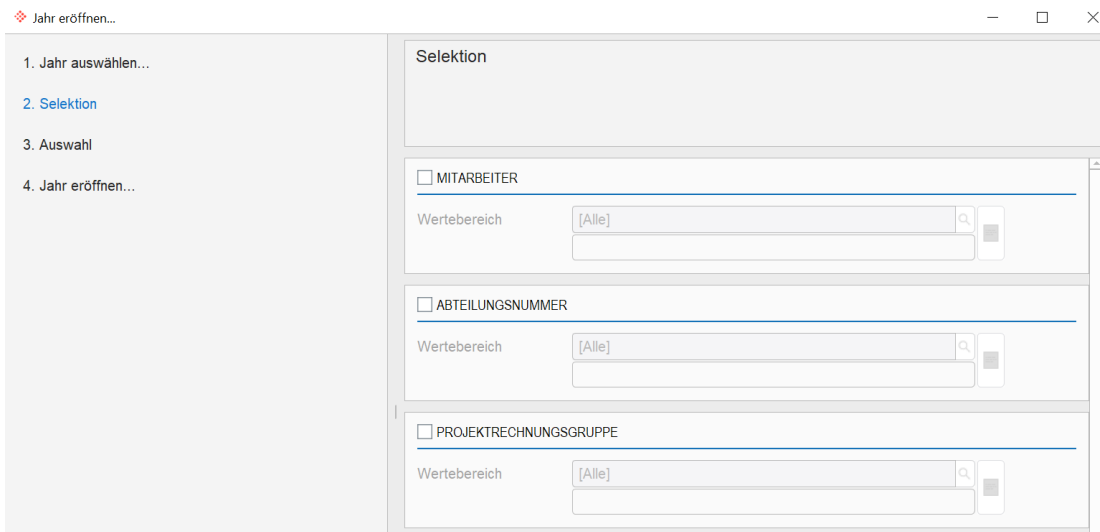 Jahr eröffnen...
1. Jahr auswählen...
2. Selektion
3. Auswahl
4. Jahr eröffnen...
Selektion
MITARBEITER
Wertebereich [Alle]
ABTEILUNGSNUMMER
Wertebereich [Alle]
PROJEKTRECHNUNGSGRUPPE
Wertebereich [Alle]